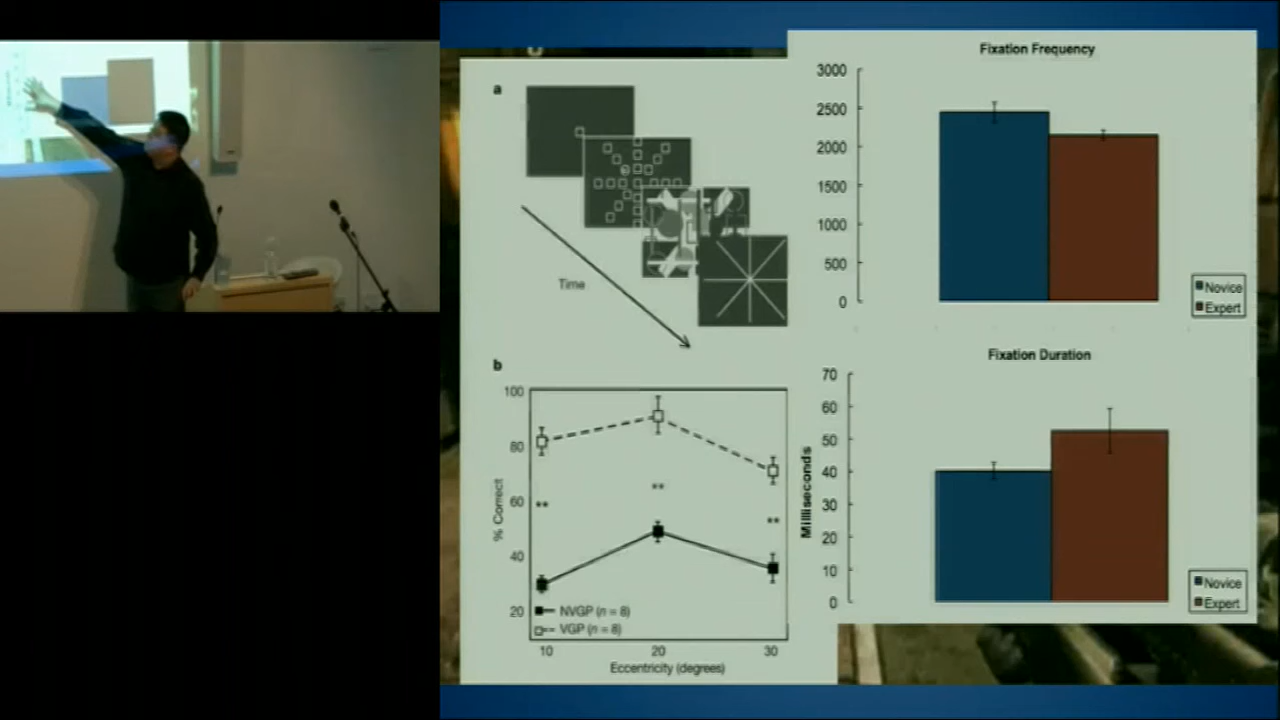 a
Time
b
100
80
60
40
20
% Correct
**
**
**
NVGP (n = 8)
VGP (n = 8)
10
20
30
Eccentricity (degrees)
Fixation Frequency
3000
2500
2000
1500
1000
500
0
Novice
Expert
Fixation Duration
70
60
50
40
30
20
10
0
Milliseconds
Novice
Expert